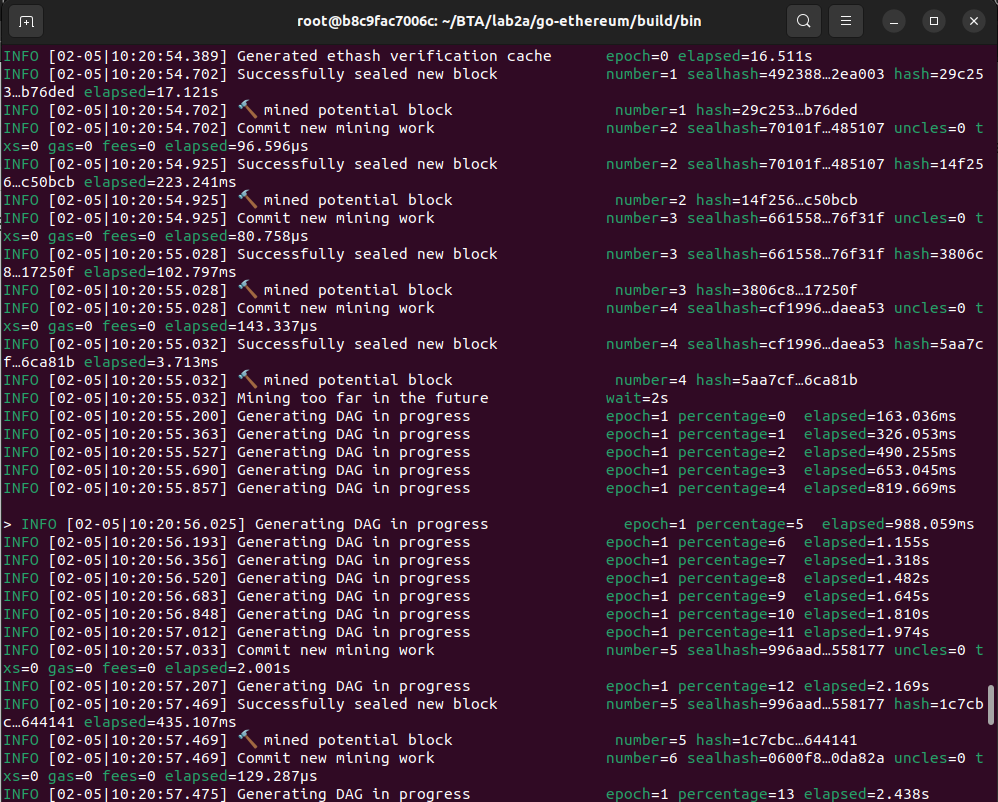 root@b8c9fac7006c: ~/BTA/lab2a/go-ethereum/build/bin
INFO [02-05|10:20:54.389] Generated ethash verification cache      epoch=0 elapsed=16.511s
INFO [02-05|10:20:54.702] Successfully sealed new block            number=1 sealhash=492388…2ea003 hash=29c25
3…b76ded elapsed=17.121s
INFO [02-05|10:20:54.702] 🔨 mined potential block                  number=1 hash=29c253…b76ded
INFO [02-05|10:20:54.702] Commit new mining work                   number=2 sealhash=70101f…485107 uncles=0 t
xs=0 gas=0 fees=0 elapsed=96.596µs
INFO [02-05|10:20:54.925] Successfully sealed new block            number=2 sealhash=70101f…485107 hash=14f25
6…c50bcb elapsed=223.241ms
INFO [02-05|10:20:54.925] 🔨 mined potential block                  number=2 hash=14f256…c50bcb
INFO [02-05|10:20:54.925] Commit new mining work                   number=3 sealhash=661558…76f31f uncles=0 t
xs=0 gas=0 fees=0 elapsed=80.758µs
INFO [02-05|10:20:55.028] Successfully sealed new block            number=3 sealhash=661558…76f31f hash=3806c
8…17250f elapsed=102.797ms
INFO [02-05|10:20:55.028] 🔨 mined potential block                  number=3 hash=3806c8…17250f
INFO [02-05|10:20:55.028] Commit new mining work                   number=4 sealhash=cf1996…daea53 uncles=0 t
xs=0 gas=0 fees=0 elapsed=143.337µs
INFO [02-05|10:20:55.032] Successfully sealed new block            number=4 sealhash=cf1996…daea53 hash=5aa7c
f…6ca81b elapsed=3.713ms
INFO [02-05|10:20:55.032] 🔨 mined potential block                  number=4 hash=5aa7cf…6ca81b
INFO [02-05|10:20:55.032] Mining too far in the future             wait=2s
INFO [02-05|10:20:55.200] Generating DAG in progress               epoch=1 percentage=0  elapsed=163.036ms
INFO [02-05|10:20:55.363] Generating DAG in progress               epoch=1 percentage=1  elapsed=326.053ms
INFO [02-05|10:20:55.527] Generating DAG in progress               epoch=1 percentage=2  elapsed=490.255ms
INFO [02-05|10:20:55.690] Generating DAG in progress               epoch=1 percentage=3  elapsed=653.045ms
INFO [02-05|10:20:55.857] Generating DAG in progress               epoch=1 percentage=4  elapsed=819.669ms
> INFO [02-05|10:20:56.025] Generating DAG in progress               epoch=1 percentage=5  elapsed=988.059ms
INFO [02-05|10:20:56.193] Generating DAG in progress               epoch=1 percentage=6  elapsed=1.155s
INFO [02-05|10:20:56.356] Generating DAG in progress               epoch=1 percentage=7  elapsed=1.318s
INFO [02-05|10:20:56.520] Generating DAG in progress               epoch=1 percentage=8  elapsed=1.482s
INFO [02-05|10:20:56.683] Generating DAG in progress               epoch=1 percentage=9  elapsed=1.645s
INFO [02-05|10:20:56.848] Generating DAG in progress               epoch=1 percentage=10 elapsed=1.810s
INFO [02-05|10:20:57.012] Generating DAG in progress               epoch=1 percentage=11 elapsed=1.974s
INFO [02-05|10:20:57.033] Commit new mining work                   number=5 sealhash=996aad…558177 uncles=0 t
xs=0 gas=0 fees=0 elapsed=2.001s
INFO [02-05|10:20:57.207] Generating DAG in progress               epoch=1 percentage=12 elapsed=2.169s
INFO [02-05|10:20:57.469] Successfully sealed new block            number=5 sealhash=996aad…558177 hash=1c7cb
c…644141 elapsed=435.107ms
INFO [02-05|10:20:57.469] 🔨 mined potential block                  number=5 hash=1c7cbc…644141
INFO [02-05|10:20:57.469] Commit new mining work                   number=6 sealhash=0600f8…0da82a uncles=0 t
xs=0 gas=0 fees=0 elapsed=129.287µs
INFO [02-05|10:20:57.475] Generating DAG in progress               epoch=1 percentage=13 elapsed=2.438s